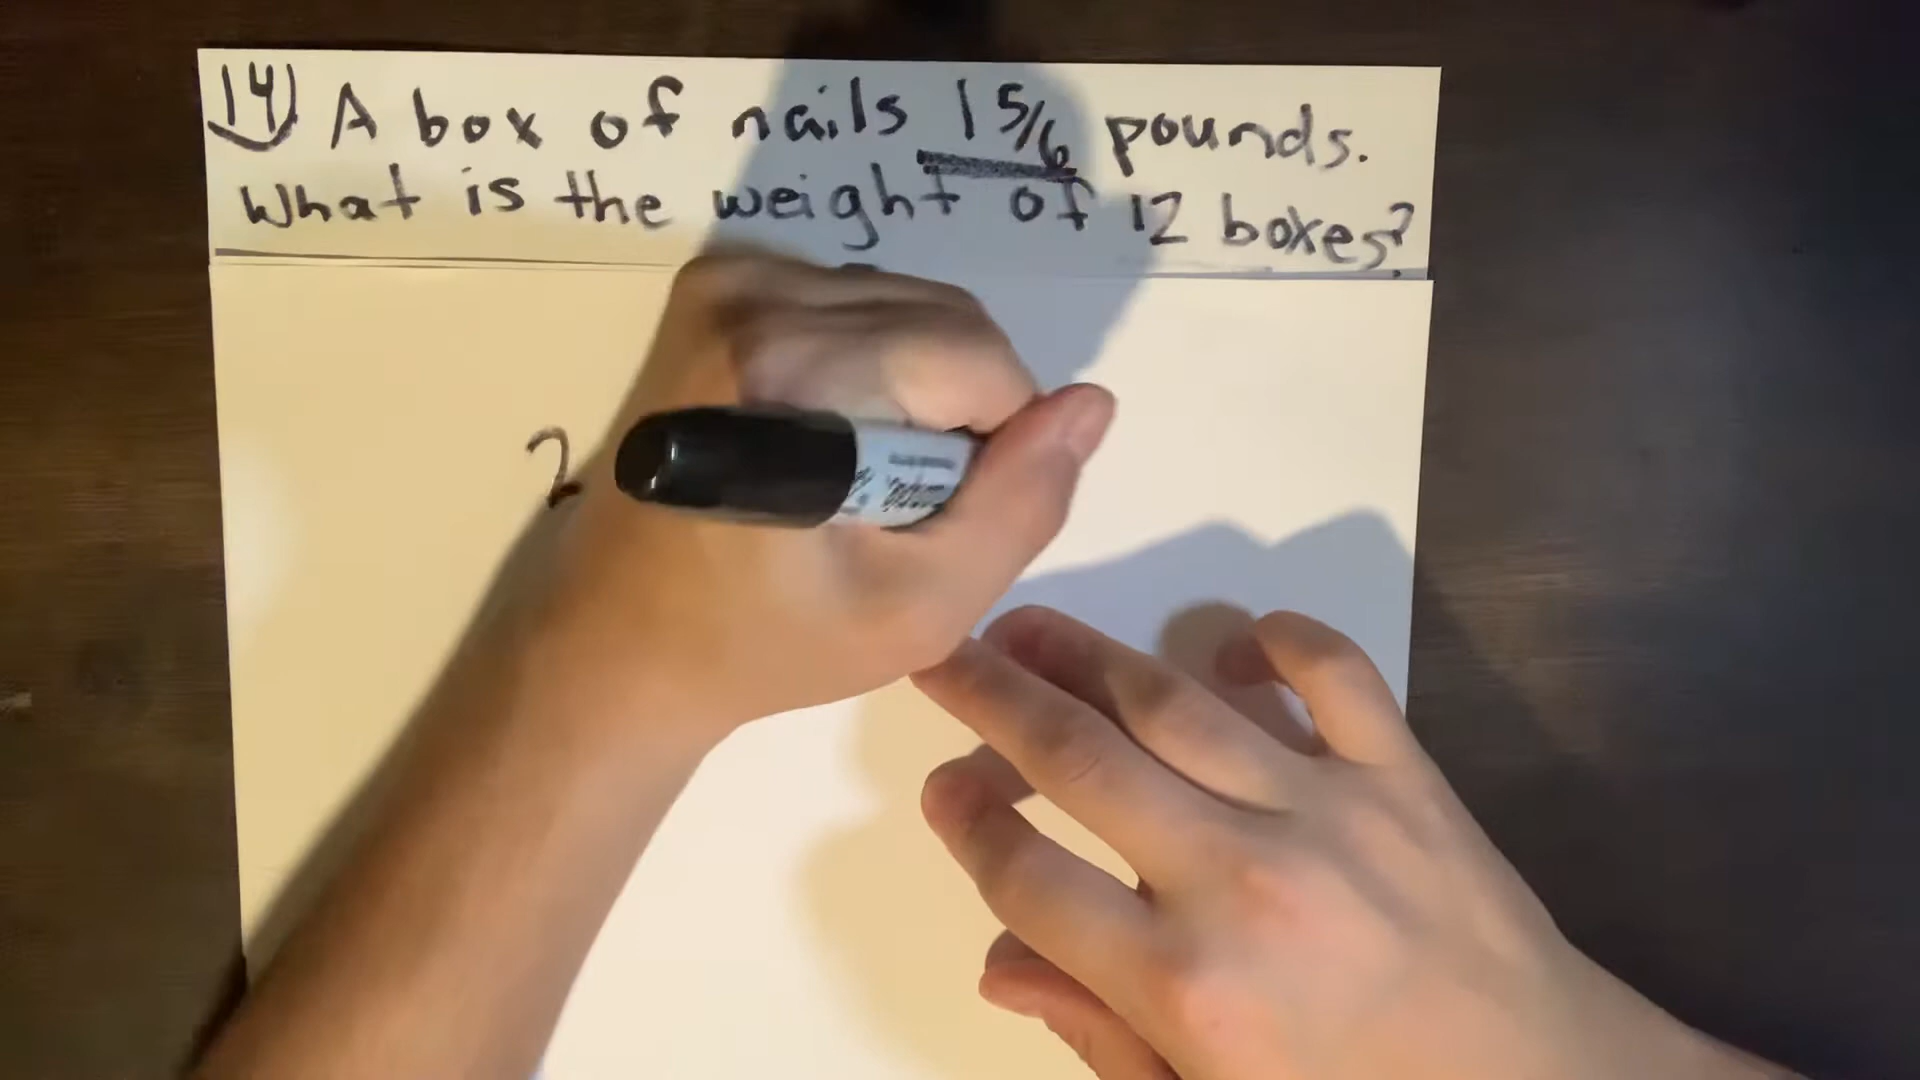 14) A box of nails 1 5/6 pounds.
What is the weight of 12 boxes?
2